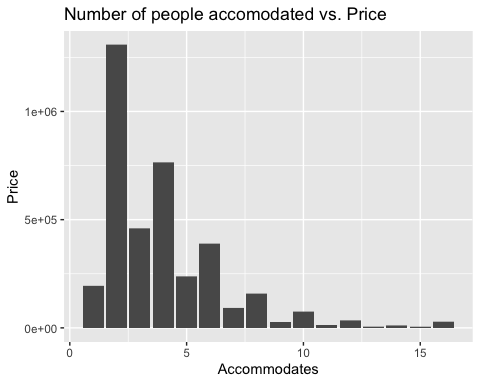 Number of people accomodated vs. Price
1e+06
5e+05
0e+00
Price
0
5
10
15
Accommodates